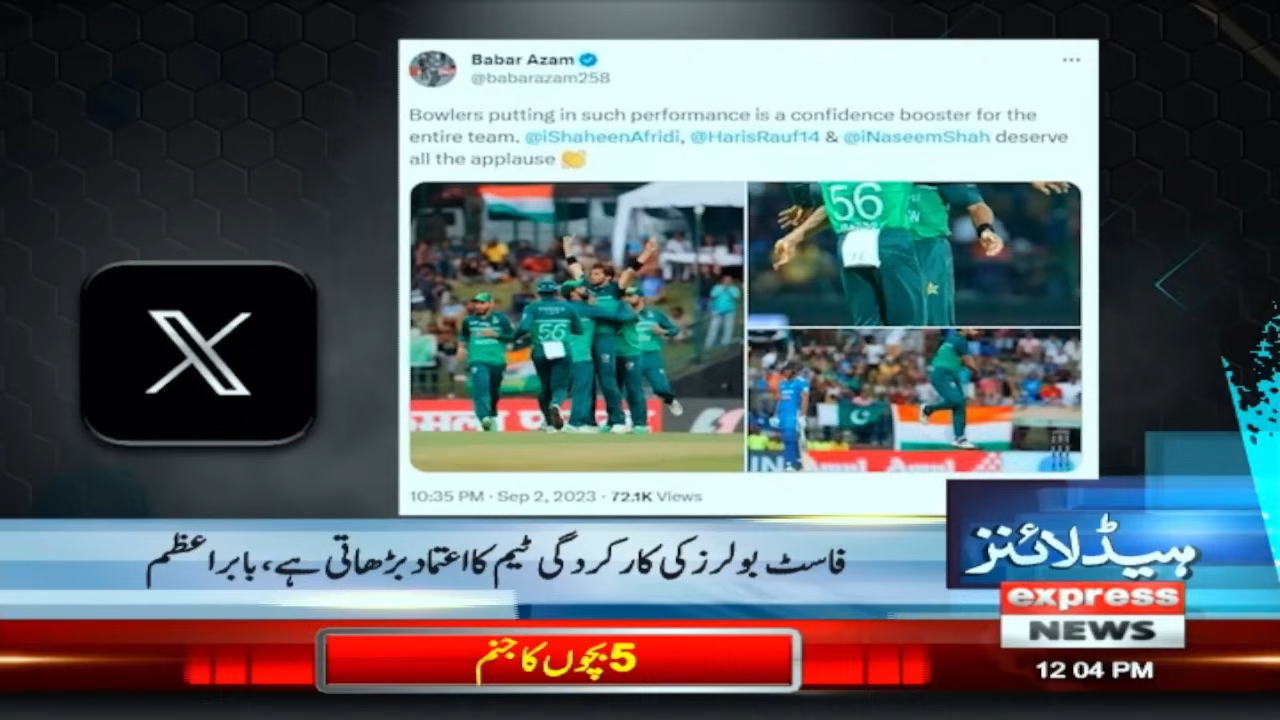 Babar Azam
@babarazam258
Bowlers putting in such performance is a confidence booster for the
entire team. @iShaheenAfridi, @HarisRauf14 & @iNaseemShah deserve
all the applause 👏
56
56
10:35 PM · Sep 2, 2023 · 72.1K Views
فاسٹ بولرز کی کارکردگی ٹیم کا اعتماد بڑھاتی ہے، بابر اعظم
ہیڈلائنز
express
NEWS
12 04 PM
5 بچوں کا جنم